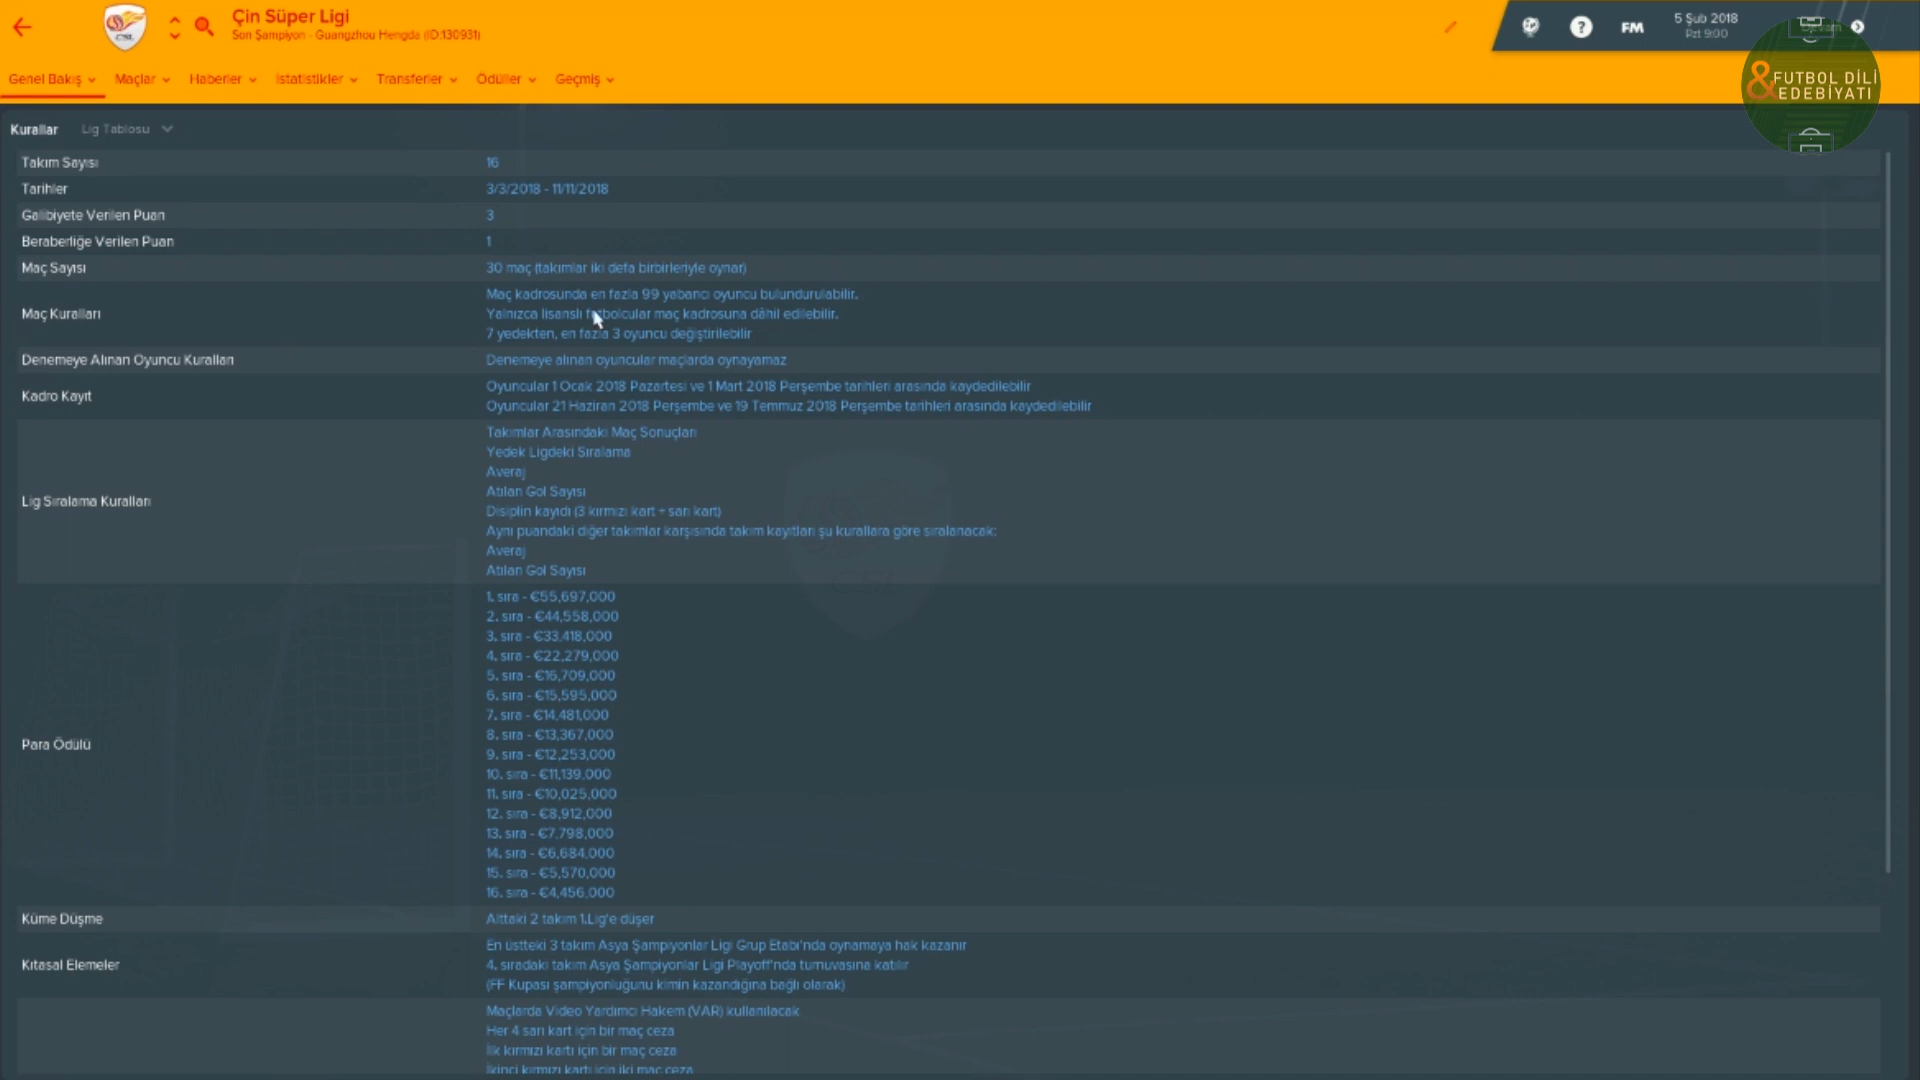 Çin Süper Ligi
Son Şampiyon - Guangzhou Hengda (ID:130931)
CSL
FM
5 Şub 2018
Pzt 9:00
Genel Bakış
Maçlar
Haberler
İstatistikler
Transferler
Ödüller
Geçmiş
&FUTBOL DİLİ
EDEBİYATI
Kurallar
Lig Tablosu
Takım Sayısı
16
Tarihler
3/3/2018 - 11/11/2018
Galibiyete Verilen Puan
3
Beraberliğe Verilen Puan
1
Maç Sayısı
30 maç (takımlar iki defa birbirleriyle oynar)
Maç Kuralları
Maç kadrosunda en fazla 99 yabancı oyuncu bulundurulabilir.
Yalnızca lisanslı futbolcular maç kadrosuna dâhil edilebilir.
7 yedekten, en fazla 3 oyuncu değiştirilebilir
Denemeye Alınan Oyuncu Kuralları
Denemeye alınan oyuncular maçlarda oynayamaz
Kadro Kayıt
Oyuncular 1 Ocak 2018 Pazartesi ve 1 Mart 2018 Perşembe tarihleri arasında kaydedilebilir
Oyuncular 21 Haziran 2018 Perşembe ve 19 Temmuz 2018 Perşembe tarihleri arasında kaydedilebilir
Lig Sıralama Kuralları
Takımlar Arasındaki Maç Sonuçları
Yedek Ligdeki Sıralama
Averaj
Atılan Gol Sayısı
Disiplin kayıdı (3 kırmızı kart + sarı kart)
Aynı puandaki diğer takımlar karşısında takım kayıtları şu kurallara göre sıralanacak:
Averaj
Atılan Gol Sayısı
Para Ödülü
1. sıra - €55,697,000
2. sıra - €44,558,000
3. sıra - €33,418,000
4. sıra - €22,279,000
5. sıra - €16,709,000
6. sıra - €15,595,000
7. sıra - €14,481,000
8. sıra - €13,367,000
9. sıra - €12,253,000
10. sıra - €11,139,000
11. sıra - €10,025,000
12. sıra - €8,912,000
13. sıra - €7,798,000
14. sıra - €6,684,000
15. sıra - €5,570,000
16. sıra - €4,456,000
Küme Düşme
Alttaki 2 takım 1.Lig'e düşer
Kıtasal Elemeler
En üstteki 3 takım Asya Şampiyonlar Ligi Grup Etabı'nda oynamaya hak kazanır
4. sıradaki takım Asya Şampiyonlar Ligi Playoff'nda turnuvasına katılır
(FF Kupası şampiyonluğunu kimin kazandığına bağlı olarak)
Maçlarda Video Yardımcı Hakem (VAR) kullanılacak
Her 4 sarı kart için bir maç ceza
İlk kırmızı kartı için bir maç ceza
İkinci kırmızı kartı için iki maç ceza